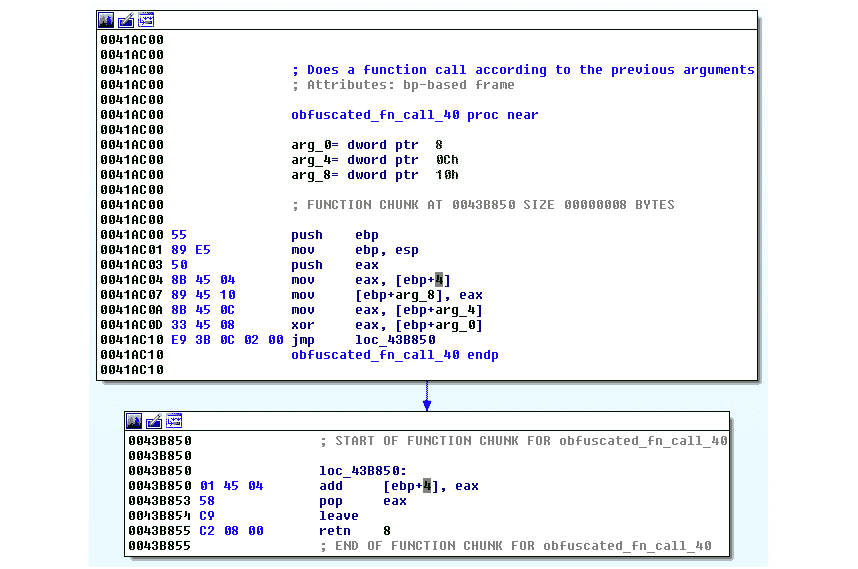 0041AC00
0041AC00
0041AC00 ; Does a function call according to the previous arguments
0041AC00 ; Attributes: bp-based frame
0041AC00
0041AC00 obfuscated_fn_call_40 proc near
0041AC00
0041AC00 arg_0= dword ptr  8
0041AC00 arg_4= dword ptr  0Ch
0041AC00 arg_8= dword ptr  10h
0041AC00
0041AC00 ; FUNCTION CHUNK AT 0043B850 SIZE 00000008 BYTES
0041AC00
0041AC00 55 push ebp
0041AC01 89 E5 mov ebp, esp
0041AC03 50 push eax
0041AC04 8B 45 04 mov eax, [ebp+4]
0041AC07 89 45 10 mov [ebp+arg_8], eax
0041AC0A 8B 45 0C mov eax, [ebp+arg_4]
0041AC0D 33 45 08 xor eax, [ebp+arg_0]
0041AC10 E9 3B 0C 02 00 jmp loc_43B850
0041AC10 obfuscated_fn_call_40 endp
0041AC10
0043B850 ; START OF FUNCTION CHUNK FOR obfuscated_fn_call_40
0043B850
0043B850 loc_43B850:
0043B850 01 45 04 add [ebp+4], eax
0043B853 58 pop eax
0043B854 C9 leave
0043B855 C2 08 00 retn 8
0043B855 ; END OF FUNCTION CHUNK FOR obfuscated_fn_call_40